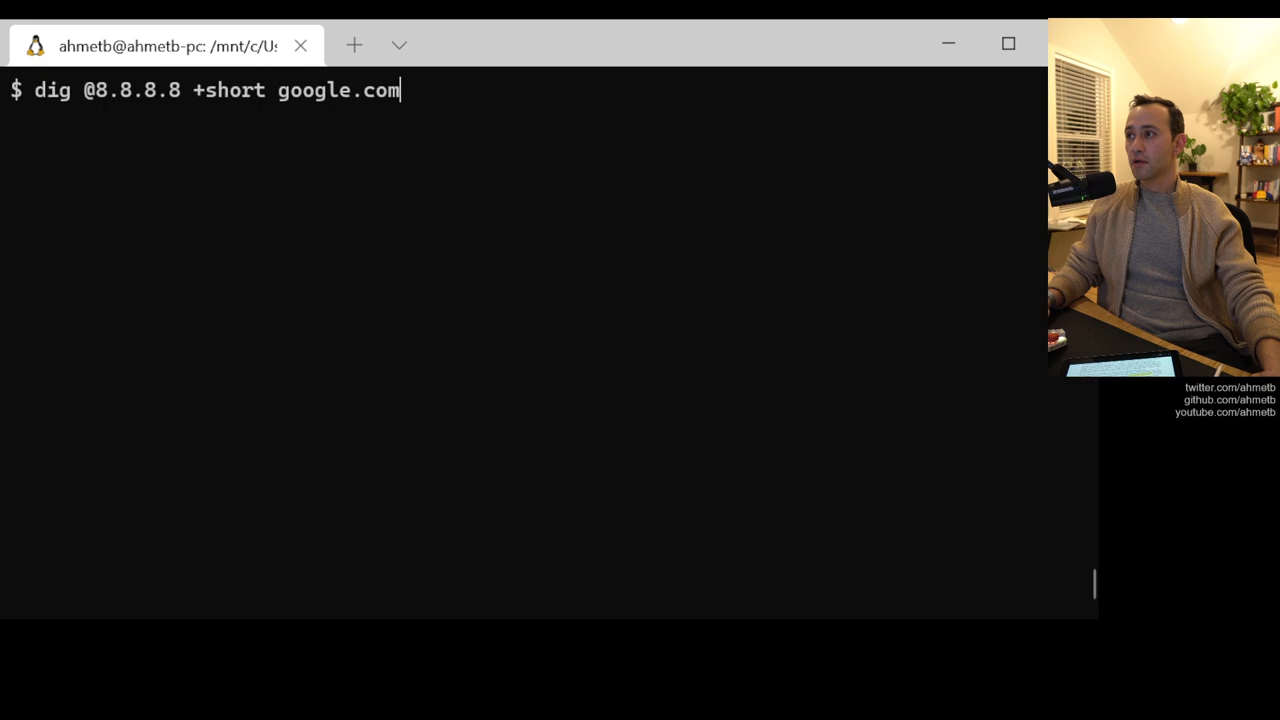 ahmetb@ahmetb-pc: /mnt/c/Us
$ dig @8.8.8.8 +short google.com
twitter.com/ahmetb
github.com/ahmetb
youtube.com/ahmetb